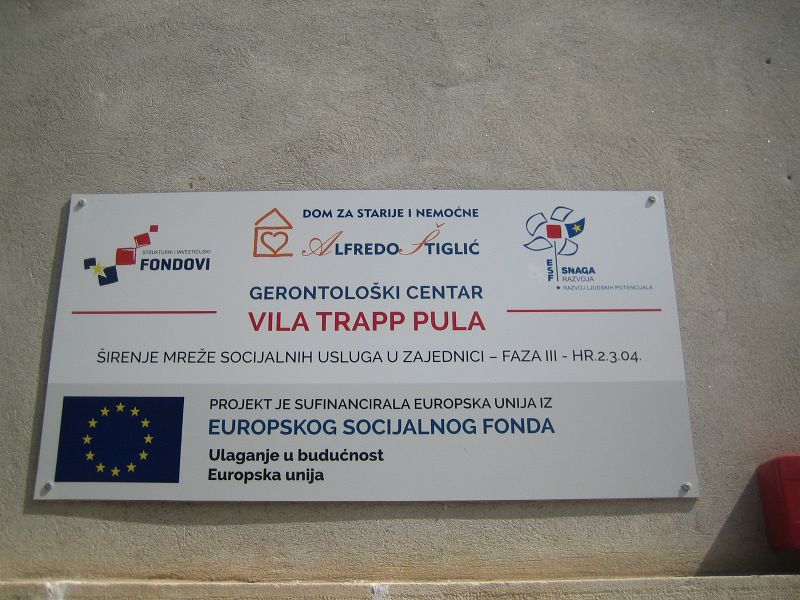 STRUKTURNI I INVESTICIJSKI
FONDOVI
DOM ZA STARIJE I NEMOĆNE
ALFREDO ŠTIGLIĆ
ESF
SNAGA
RAZVOJA
RAZVOJ LJUDSKIH POTENCIJALA
GERONTOLOŠKI CENTAR
VILA TRAPP PULA
ŠIRENJE MREŽE SOCIJALNIH USLUGA U ZAJEDNICI – FAZA III - HR.2.3.04.
PROJEKT JE SUFINANCIRALA EUROPSKA UNIJA IZ
EUROPSKOG SOCIJALNOG FONDA
Ulaganje u budućnost
Europska unija